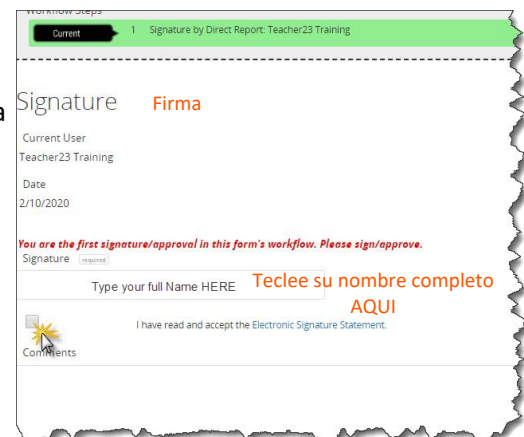 Workflow Steps
Current 1 Signature by Direct Report: Teacher23 Training
a
Signature Firma
Current User
Teacher23 Training
Date
2/10/2020
You are the first signature/approval in this form's workflow. Please sign/approve.
Signature required
Type your full Name HERE Teclee su nombre completo
AQUI
I have read and accept the Electronic Signature Statement.
Comments